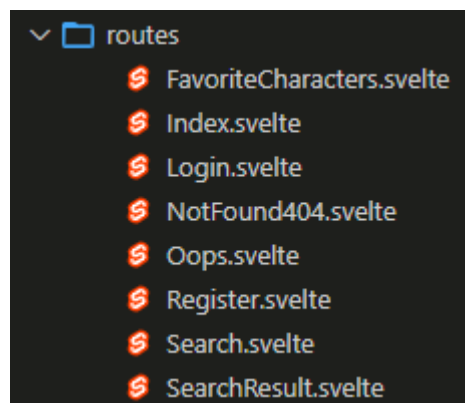 routes
FavoriteCharacters.svelte
Index.svelte
Login.svelte
NotFound404.svelte
Oops.svelte
Register.svelte
Search.svelte
SearchResult.svelte